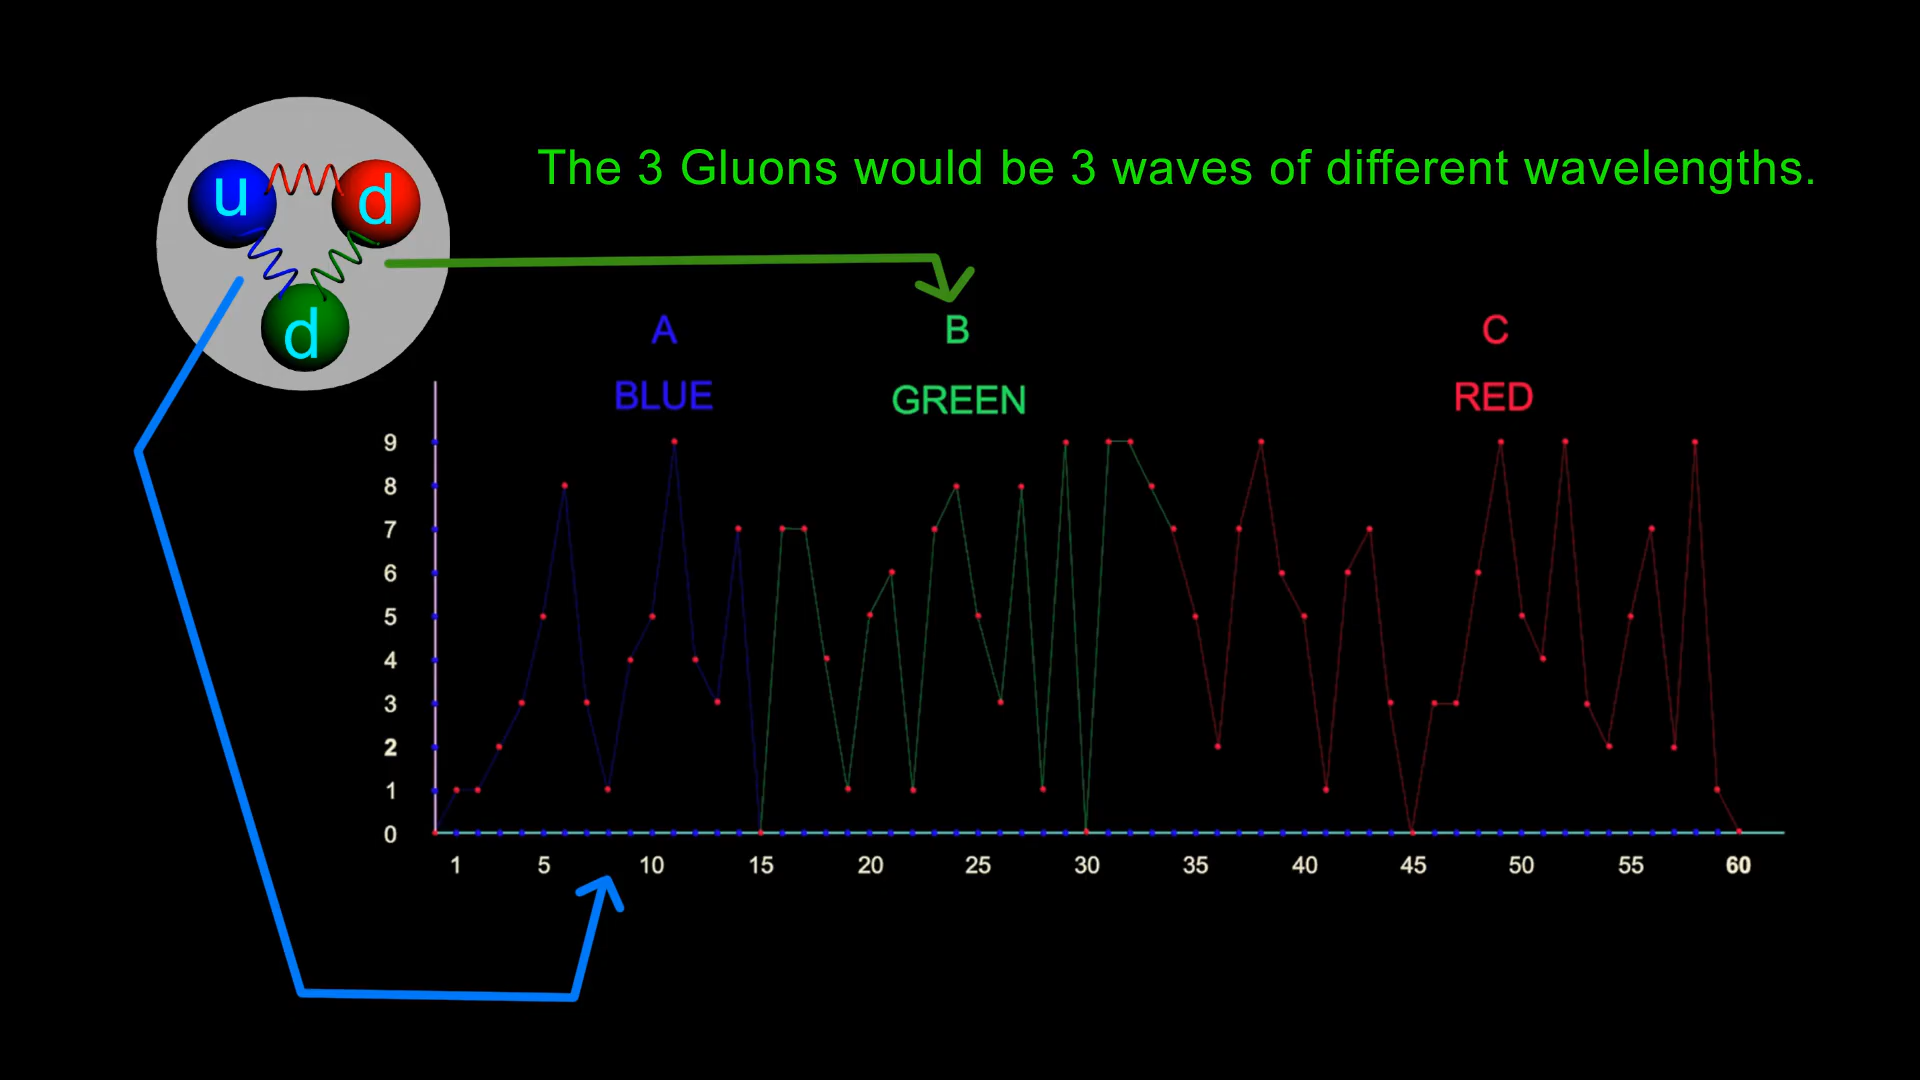 The 3 Gluons would be 3 waves of different wavelengths.
u d
d
A B C
BLUE GREEN RED
9
8
7
6
5
4
3
2
1
0
1 5 10 15 20 25 30 35 40 45 50 55 60